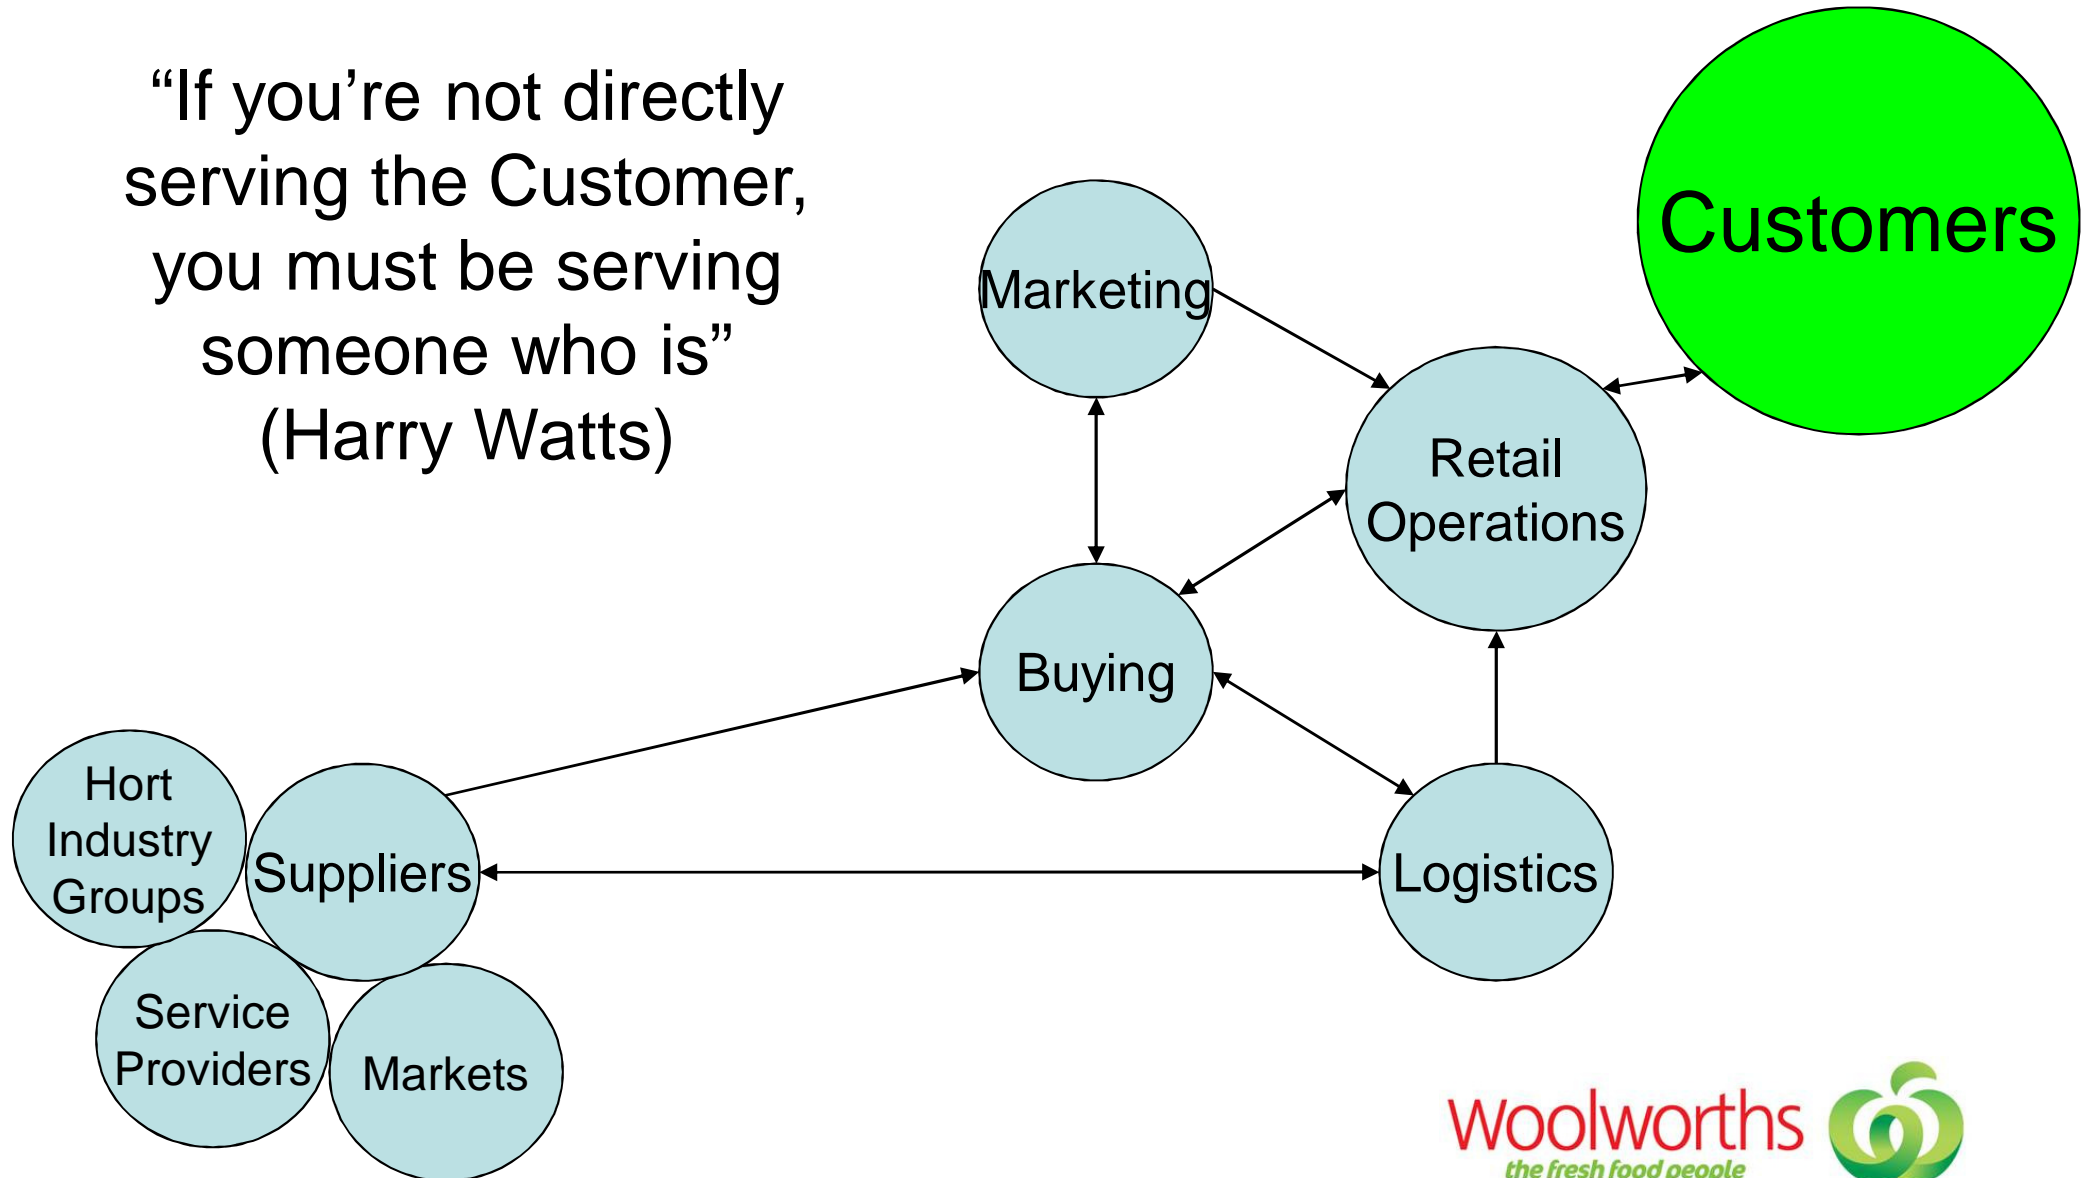 “If you’re not directly
serving the Customer,
you must be serving
someone who is”
(Harry Watts)
Customers
Marketing
Retail
Operations
Buying
Hort
Industry
Groups
Suppliers
Logistics
Service
Providers
Markets
Woolworths
the fresh food people